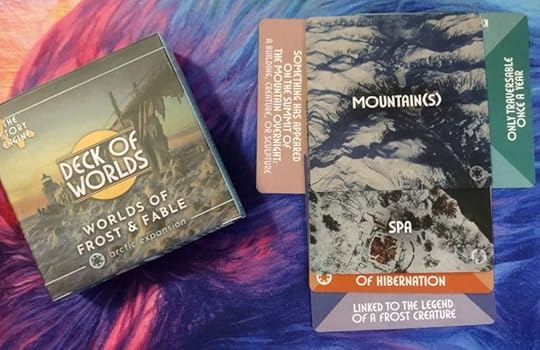 THE
STORY
ENGINE
DECK OF
WORLDS
WORLDS OF
FROST & FABLE
arctic expansion
SOMETHING HAS APPEARED
ON THE SUMMIT OF
THE MOUNTAIN OVERNIGHT:
A BUILDING, CREATURE, OR SCULPTURE
MOUNTAIN(S)
ONLY TRAVERSABLE
ONCE A YEAR
SPA
OF HIBERNATION
LINKED TO THE LEGEND
OF A FROST CREATURE